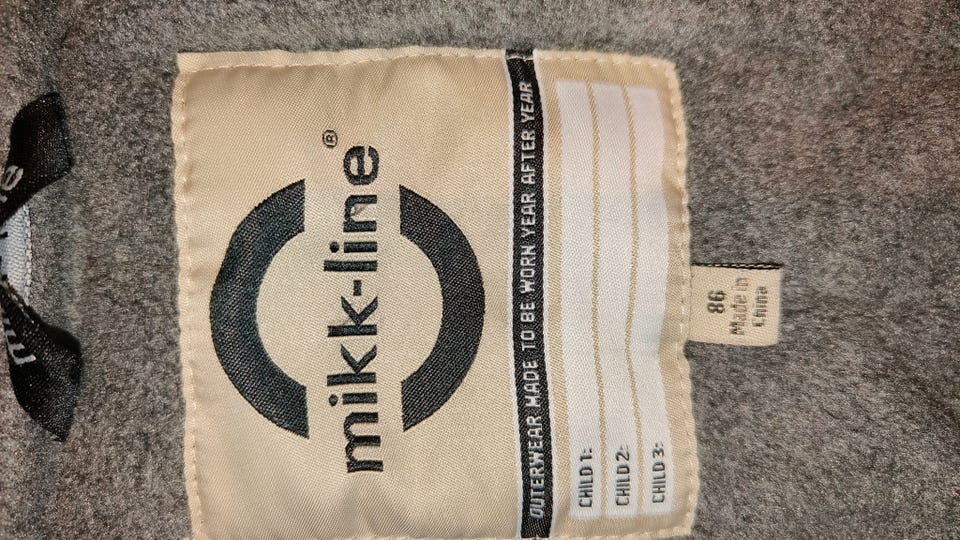 mikk-line®
OUTERWEAR MADE TO BE WORN YEAR AFTER YEAR
CHILD 1:
CHILD 2:
CHILD 3:
86
Made in
China